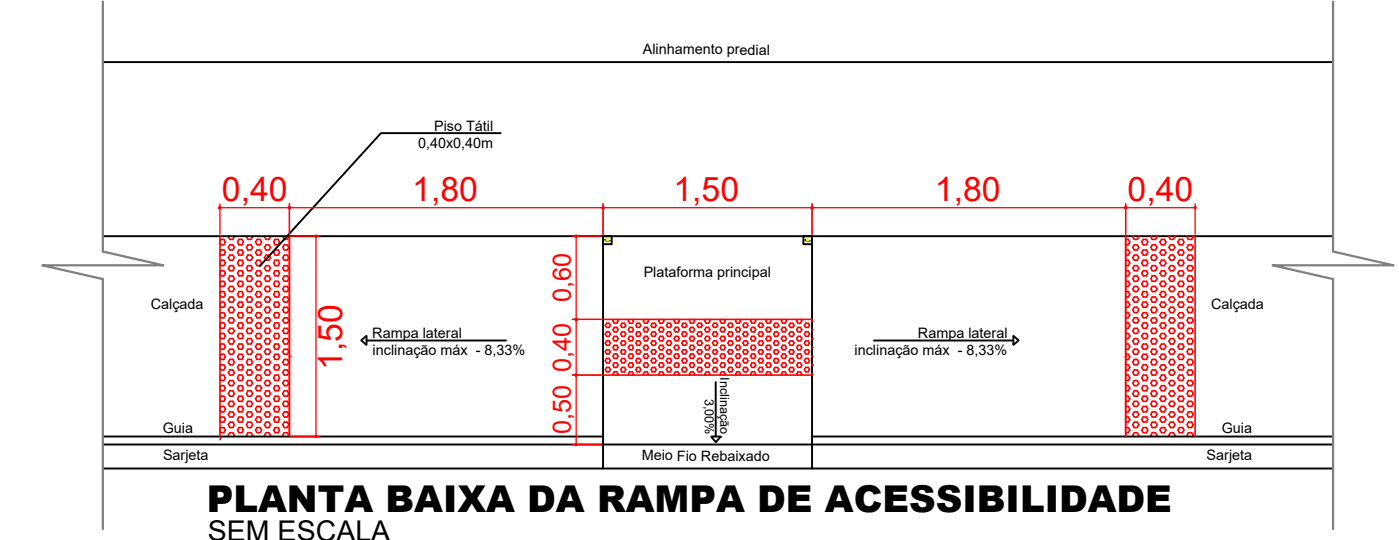 Alinhamento predial
Piso Tátil
0,40x0,40m
0,40
1,80
1,50
1,80
0,40
Plataforma principal
0,60
Calçada
Calçada
1,50
Rampa lateral
inclinação máx - 8,33%
0,40
Rampa lateral
inclinação máx - 8,33%
0,50
Inclinação
3,00%
Guia
Guia
Sarjeta
Meio Fio Rebaixado
Sarjeta
PLANTA BAIXA DA RAMPA DE ACESSIBILIDADE
SEM ESCALA